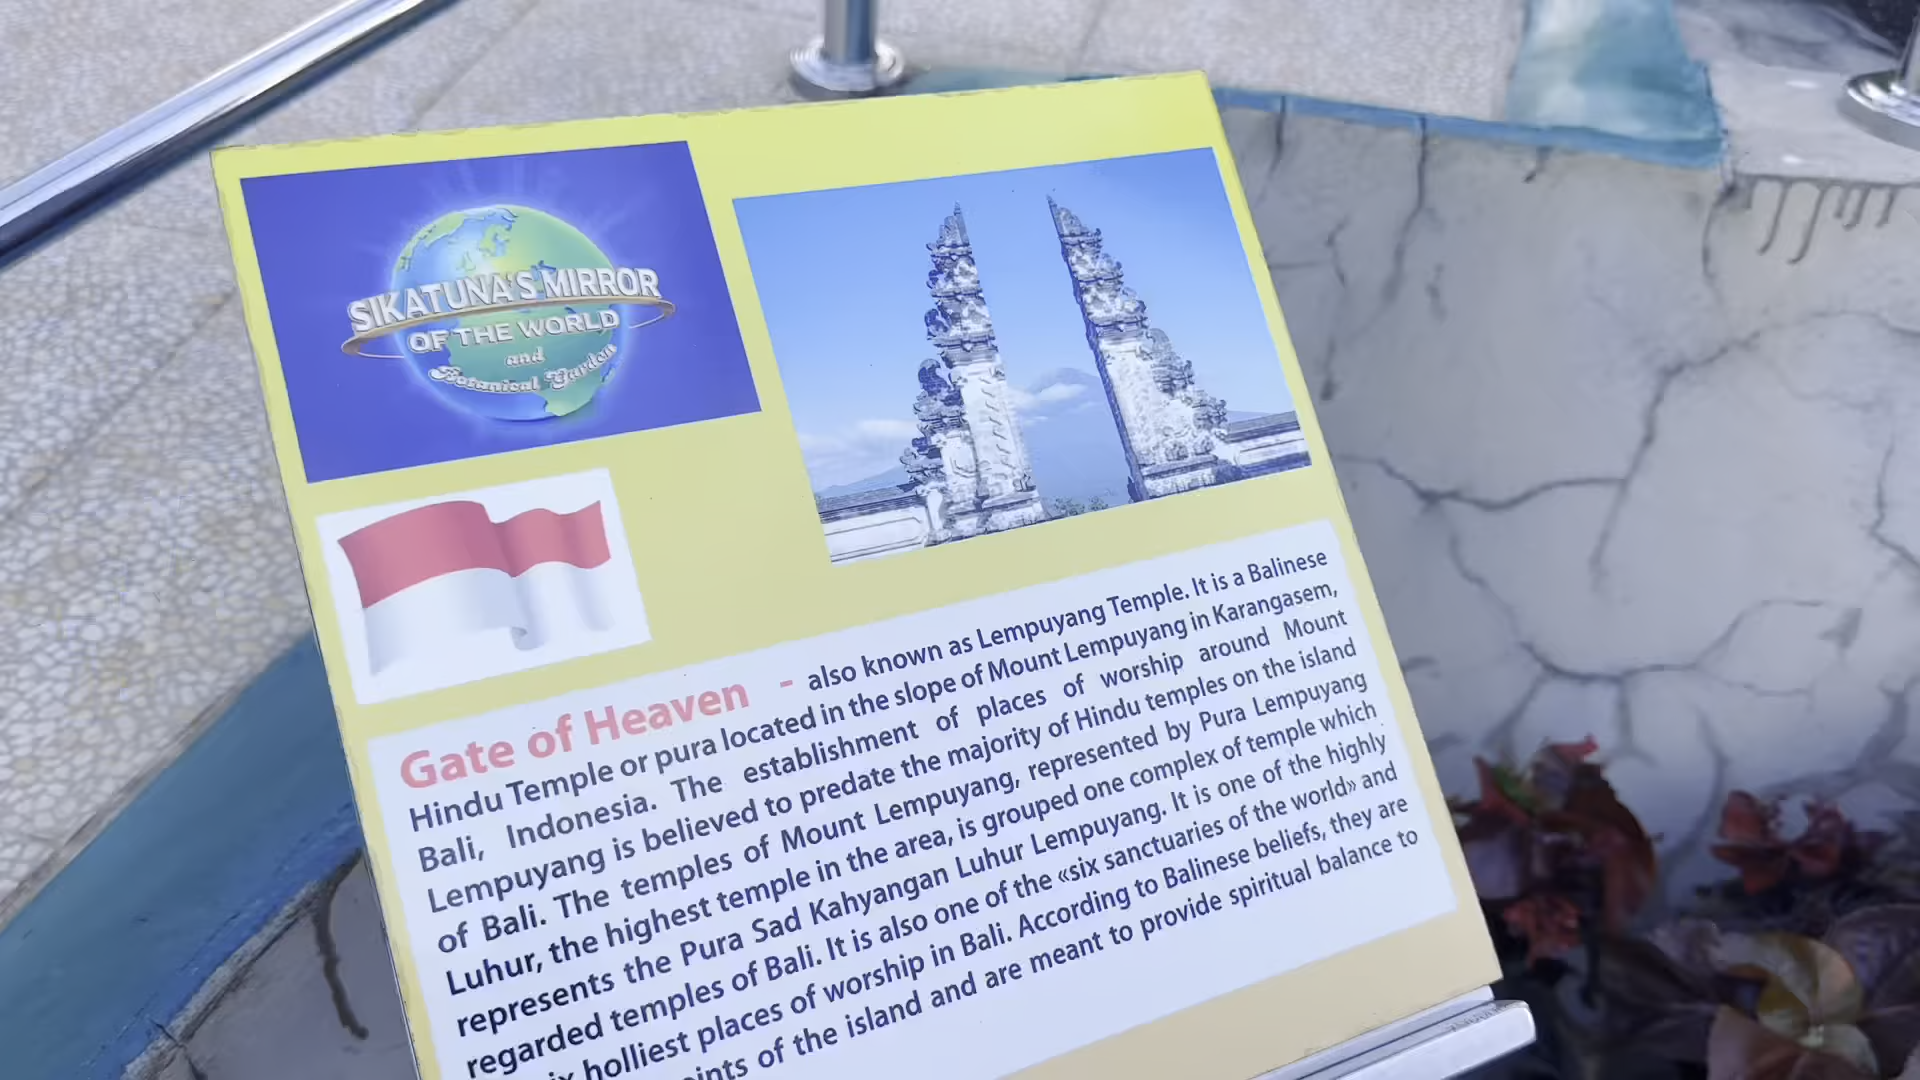 SIKATUNA'S MIRROR
OF THE WORLD
and
Botanical Garden
Gate of Heaven - also known as Lempuyang Temple. It is a Balinese
Hindu Temple or pura located in the slope of Mount Lempuyang in Karangasem,
Bali, Indonesia. The establishment of places of worship around Mount
Lempuyang is believed to predate the majority of Hindu temples on the island
of Bali. The temples of Mount Lempuyang, represented by Pura Lempuyang
Luhur, the highest temple in the area, is grouped one complex of temple which
represents the Pura Sad Kahyangan Luhur Lempuyang. It is one of the highly
regarded temples of Bali. It is also one of the «six sanctuaries of the world» and
holliest places of worship in Bali. According to Balinese beliefs, they are
of the island and are meant to provide spiritual balance to